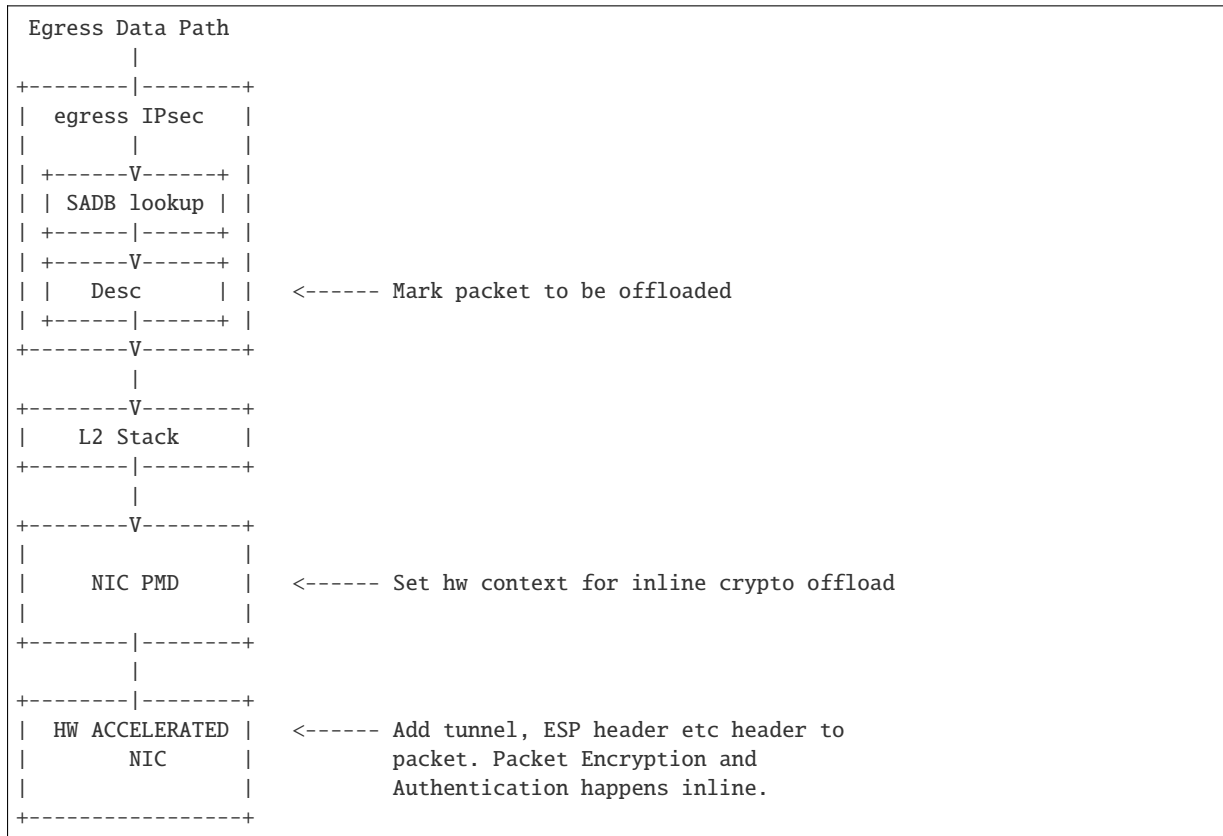 Egress Data Path
         |
+--------|--------+
|  egress IPsec   |
|        |        |
| +------V------+ |
| | SADB lookup | |
| +------|------+ |
| +------V------+ |
| |   Desc      | |   <------ Mark packet to be offloaded
| +------|------+ |
+--------V--------+
         |
+--------V--------+
|    L2 Stack     |
+--------|--------+
         |
+--------V--------+
|                 |
|     NIC PMD     |   <------ Set hw context for inline crypto offload
|                 |
+--------|--------+
         |
+--------|--------+
|  HW ACCELERATED |   <------ Add tunnel, ESP header etc header to
|        NIC      |           packet. Packet Encryption and
|                 |           Authentication happens inline.
+-----------------+